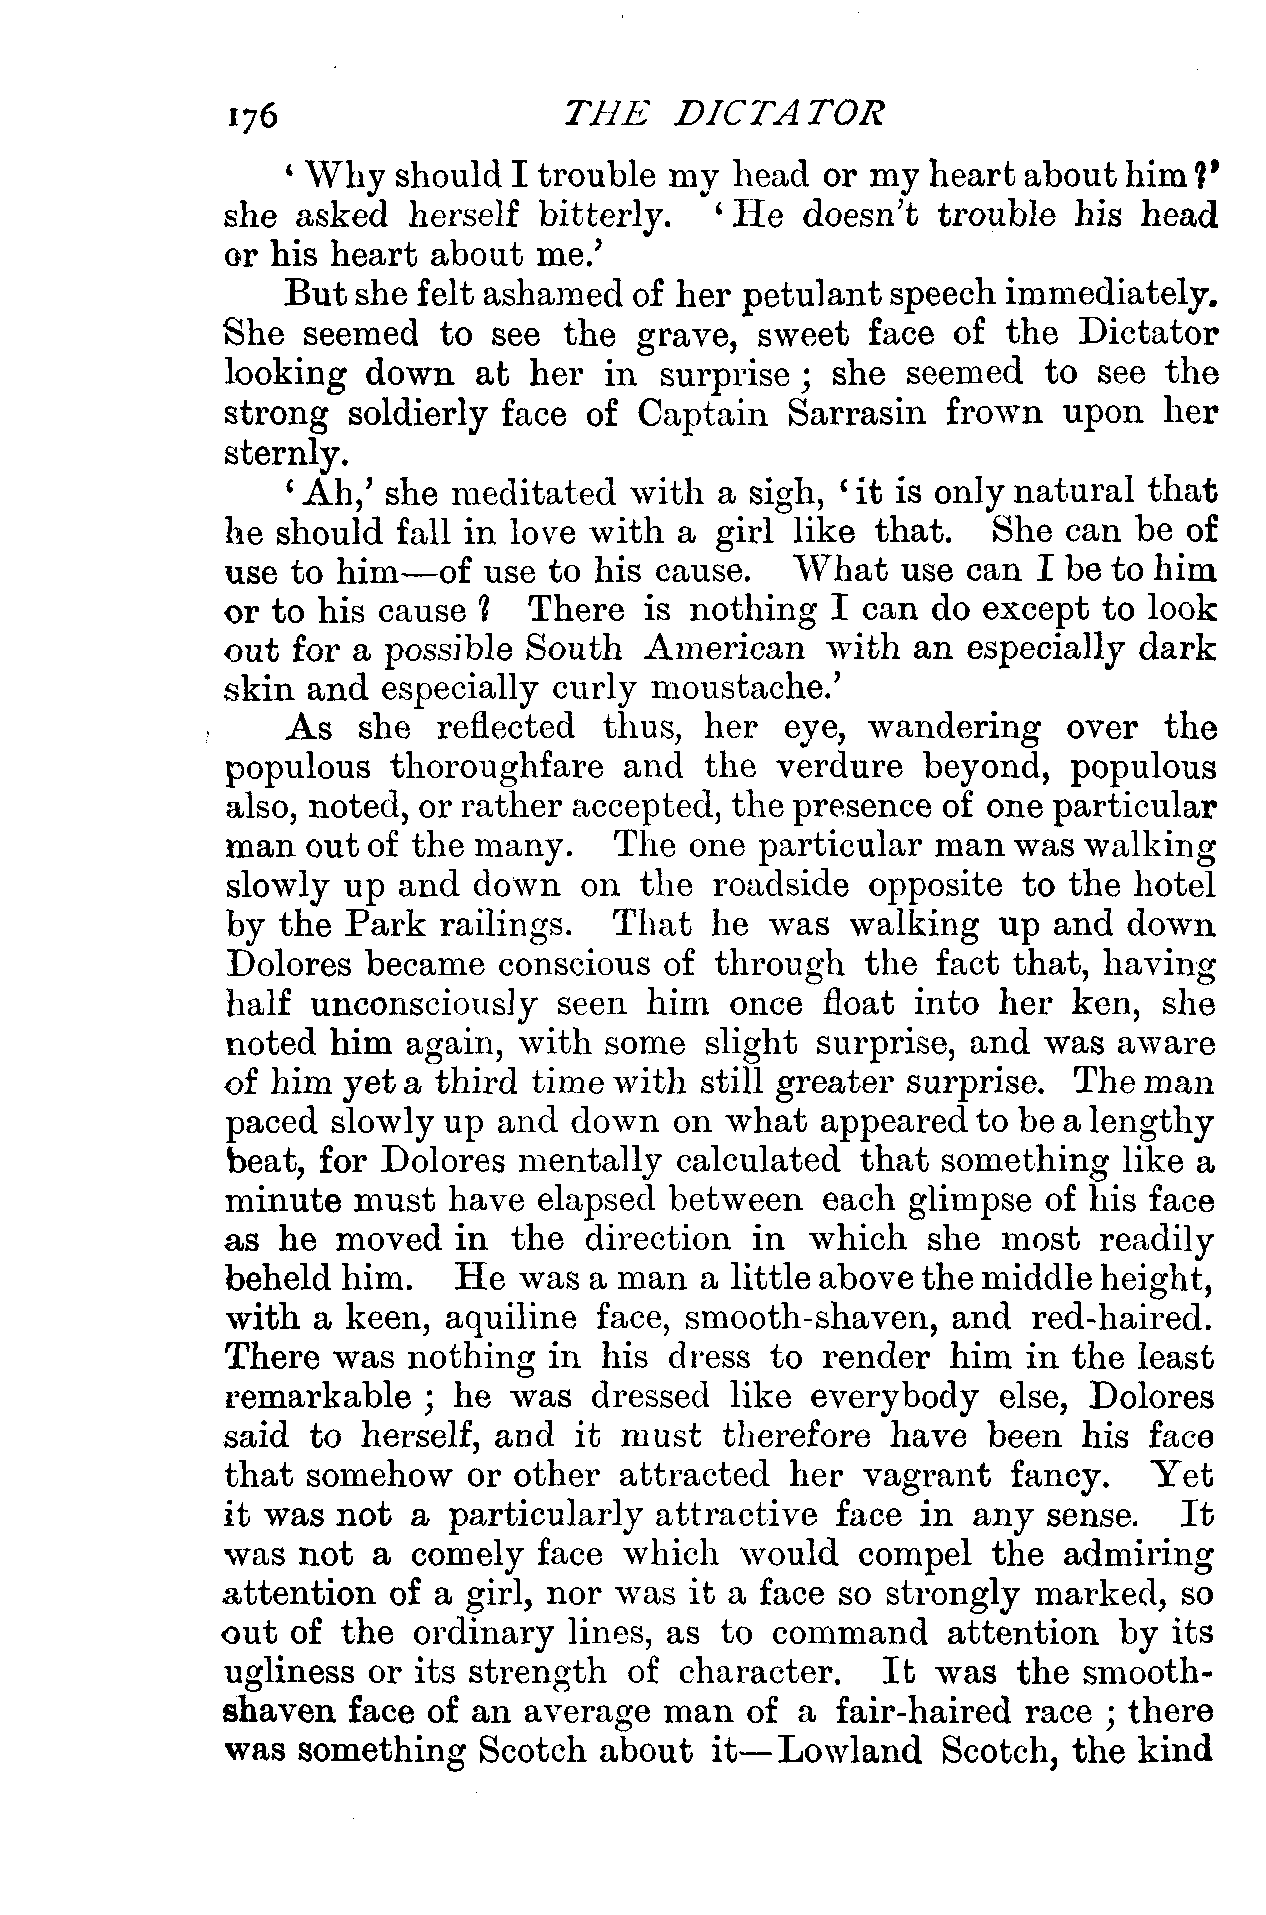 176 THE DICTATOR
‘ Why should I trouble my head or my heart about him?’
she asked herself bitterly. ‘ He doesn’t trouble his head
or his heart about me.’
But she felt ashamed of her petulant speech immediately.
She seemed to see the grave, sweet face of the Dictator
looking down at her in surprise ; she seemed to see the
strong soldierly face of Captain Sarrasin frown upon her
sternly.
‘ Ah,’ she meditated with a sigh, ‘ it is only natural that
he should fall in love with a girl like that. She can be of
use to him—of use to his cause. What use can I be to him
or to his cause ? There is nothing I can do except to look
out for a possible South American with an especially dark
skin and especially curly moustache.’
As she reflected thus, her eye, wandering over the
populous thoroughfare and the verdure beyond, populous
also, noted, or rather accepted, the presence of one particular
man out of the many. The one particular man was walking
slowly up and down on the roadside opposite to the hotel
by the Park railings. That he was walking up and down
Dolores became conscious of through the fact that, having
half unconsciously seen him once float into her ken, she
noted him again, with some slight surprise, and was aware
of him yet a third time with still greater surprise. The man
paced slowly up and down on what appeared to be a lengthy
beat, for Dolores mentally calculated that something like a
minute must have elapsed between each glimpse of his face
as he moved in the direction in which she most readily
beheld him. He was a man a little above the middle height,
with a keen, aquiline face, smooth-shaven, and red-haired.
There was nothing in his dress to render him in the least
remarkable ; he was dressed like everybody else, Dolores
said to herself, and it must therefore have been his face
that somehow or other attracted her vagrant fancy. Yet
it was not a particularly attractive face in any sense. It
was not a comely face which would compel the admiring
attention of a girl, nor was it a face so strongly marked, so
out of the ordinary lines, as to command attention by its
ugliness or its strength of character. It was the smooth-
shaven face of an average man of a fair-haired race ; there
was something Scotch about it—Lowland Scotch, the kind